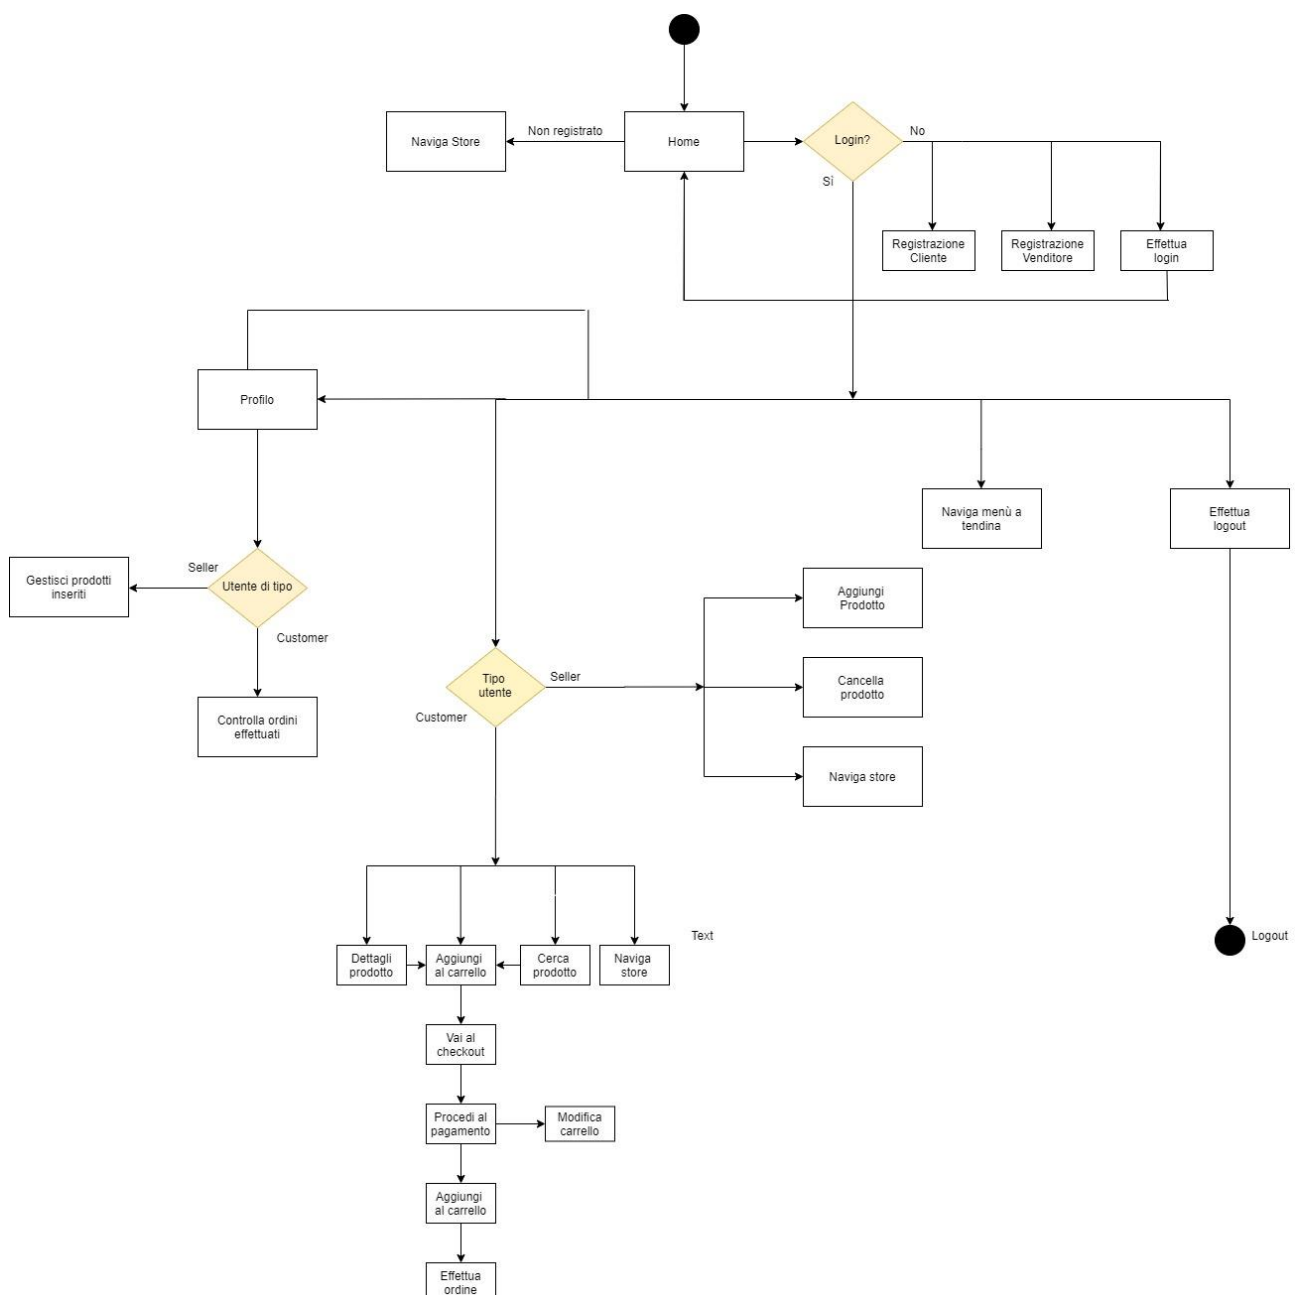 Non registrato
No
Naviga Store
Home
Login?
Sì
Registrazione
Cliente
Registrazione
Venditore
Effettua
login
Profilo
Naviga menù a
tendina
Effettua
logout
Seller
Gestisci prodotti
inseriti
Utente di tipo
Aggiungi
Prodotto
Customer
Tipo
utente
Seller
Cancella
prodotto
Controlla ordini
effettuati
Customer
Naviga store
Text
Logout
Dettagli
prodotto
Aggiungi
al carrello
Cerca
prodotto
Naviga
store
Vai al
checkout
Procedi al
pagamento
Modifica
carrello
Aggiungi
al carrello
Effettua
ordine